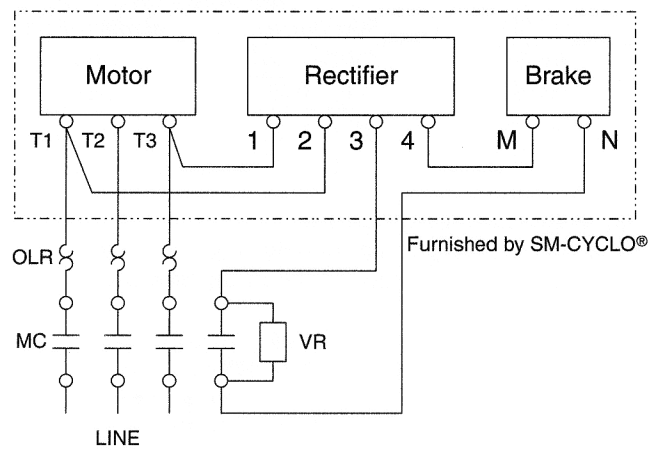 Motor Rectifier Brake
T1 T2 T3 1 2 3 4 M N
Furnished by SM-CYCLO®
OLR
MC VR
LINE